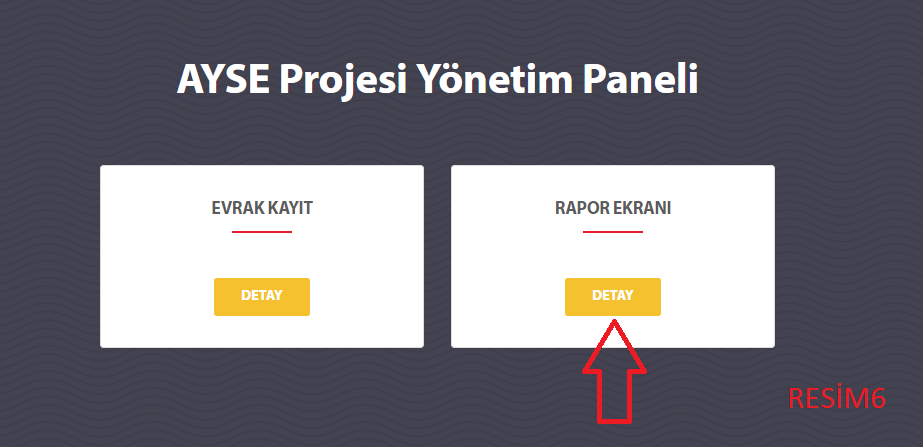 AYSE Projesi Yönetim Paneli
EVRAK KAYIT
RAPOR EKRANI
DETAY
DETAY
RESİM6